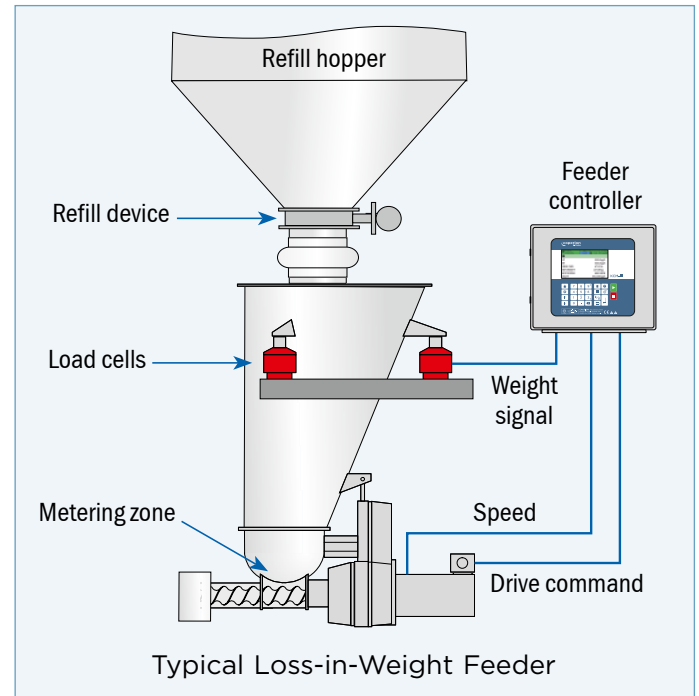 Refill hopper
Feeder
controller
Refill device
Load cells
Weight
signal
Metering zone
Speed
Drive command
Typical Loss-in-Weight Feeder